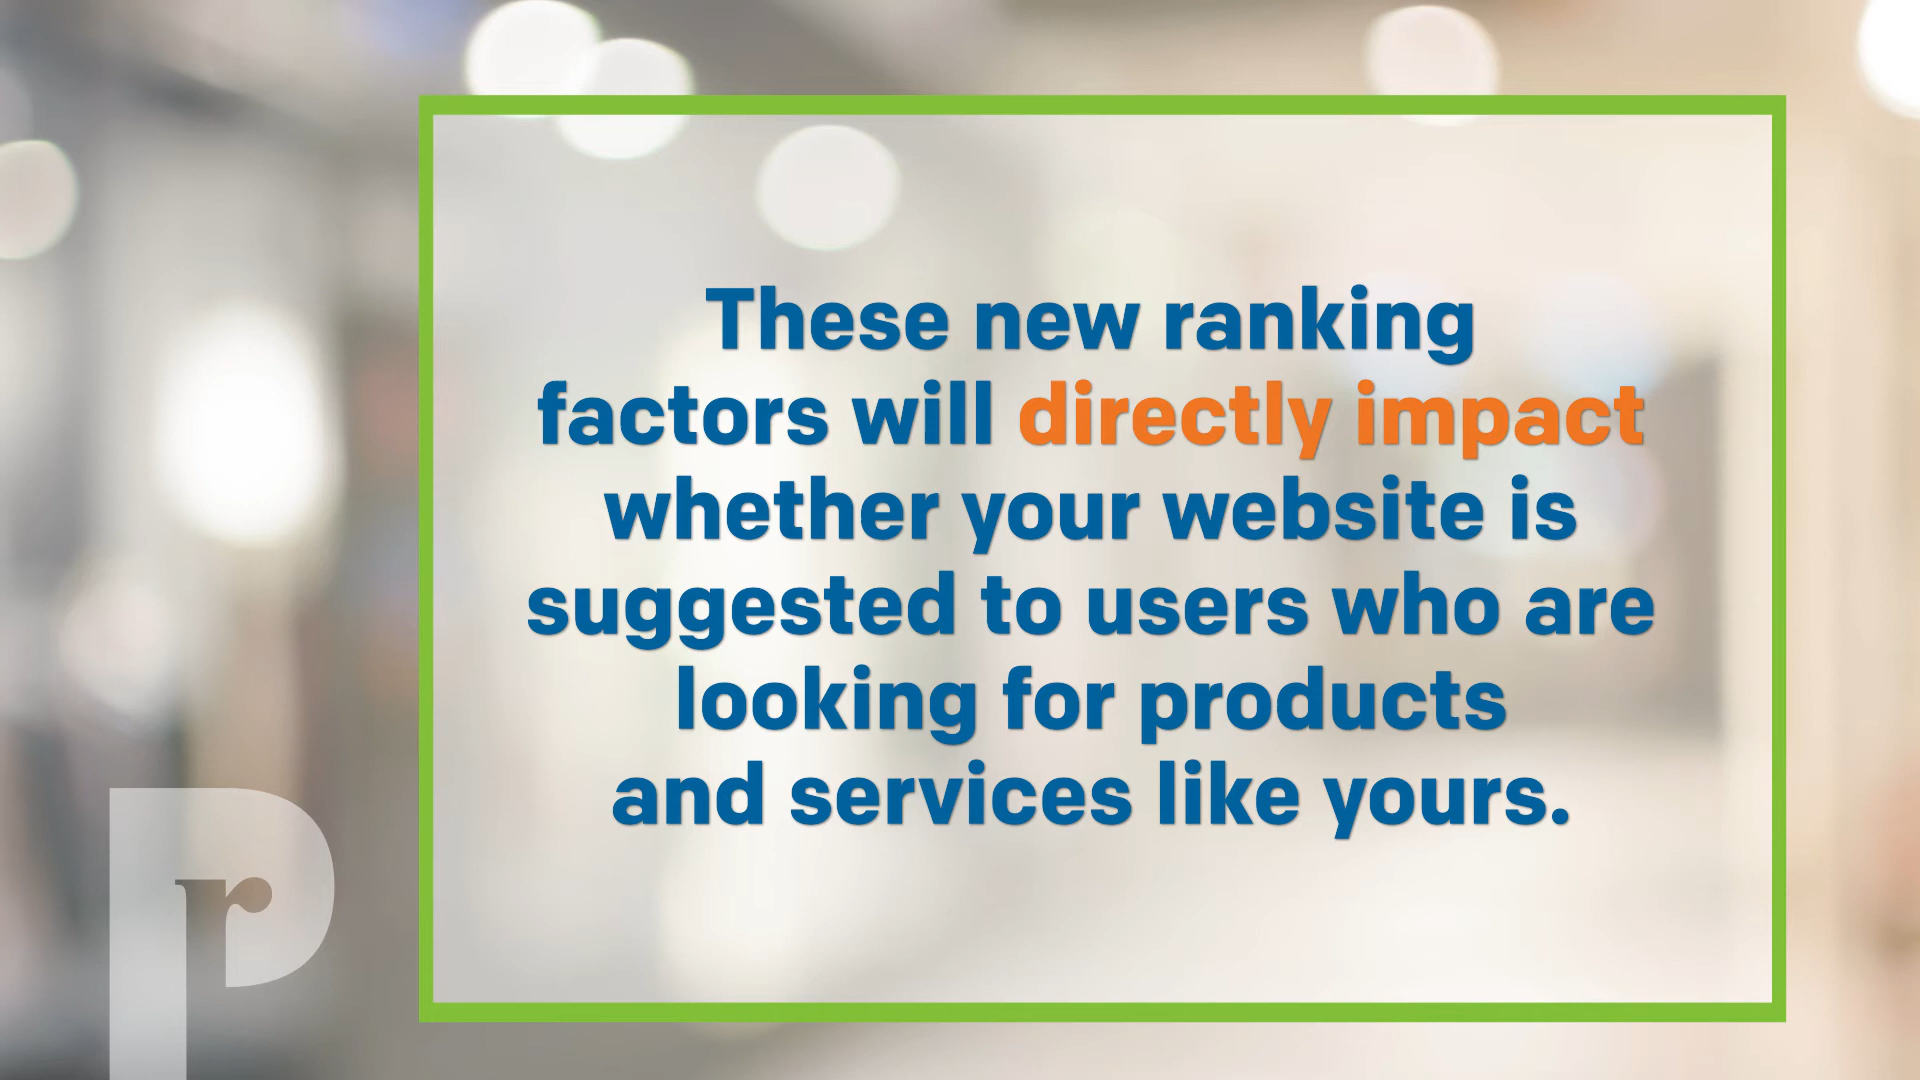 These new ranking
factors will directly impact
whether your website is
suggested to users who are
looking for products
and services like yours.
Pr